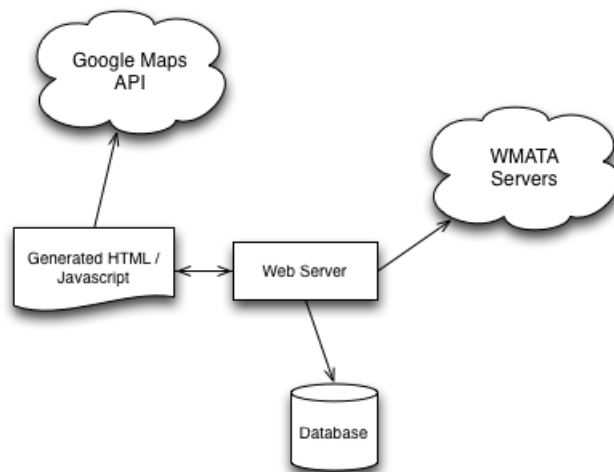 Google Maps
API
WMATA
Servers
Generated HTML /
Javascript
Web Server
Database